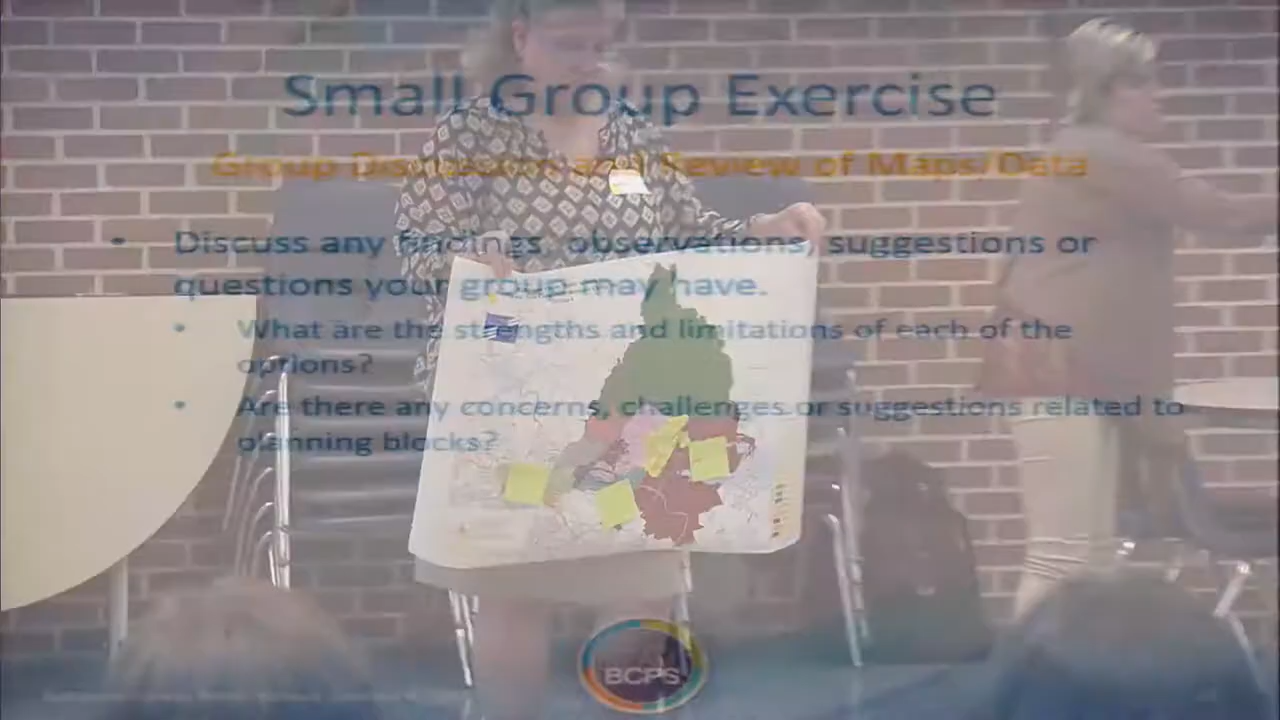 Small Group Exercise
Group Discussion and Review of Maps/Data
• Discuss any findings, observations, suggestions or
questions your group may have.
• What are the strengths and limitations of each of the
options?
• Are there any concerns, challenges or suggestions related to
planning blocks?
BCPS